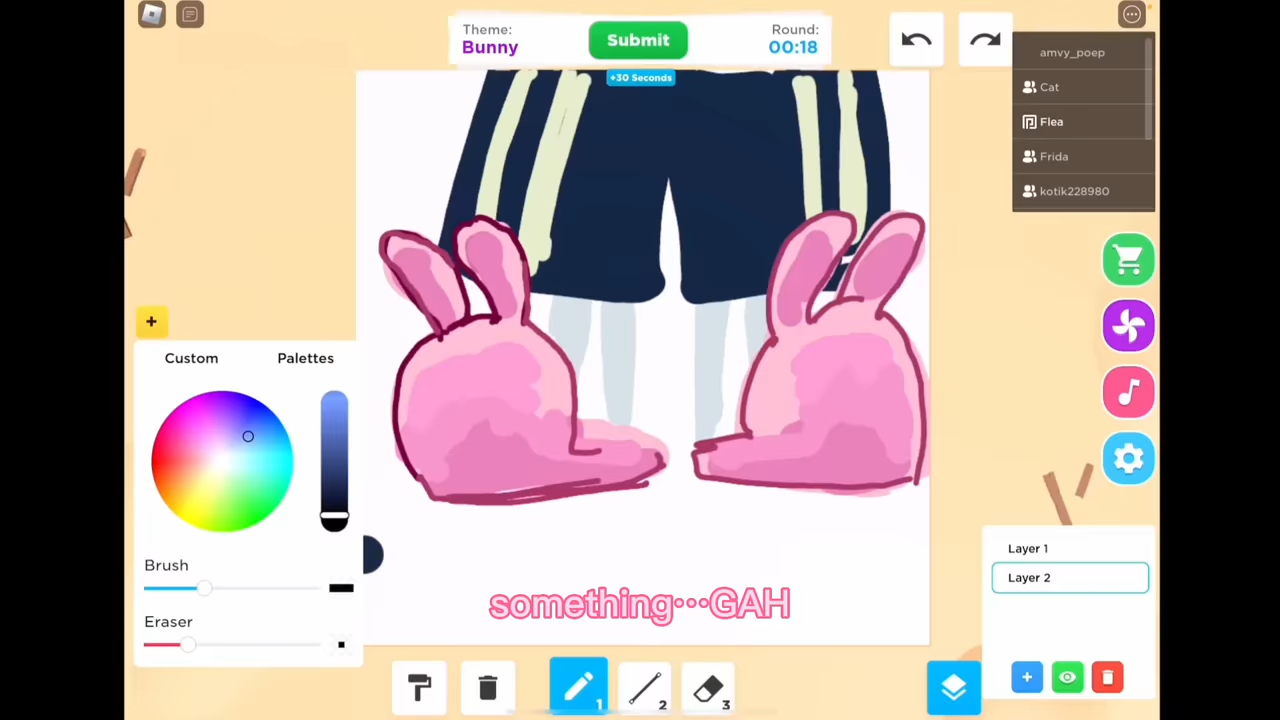 Theme:
Bunny
Submit
Round:
00:18
+30 Seconds
amvy_poep
Cat
Flea
Frida
kotik228980
+
Custom
Palettes
Brush
Eraser
Layer 1
Layer 2
something···GAH
1
2
3
+